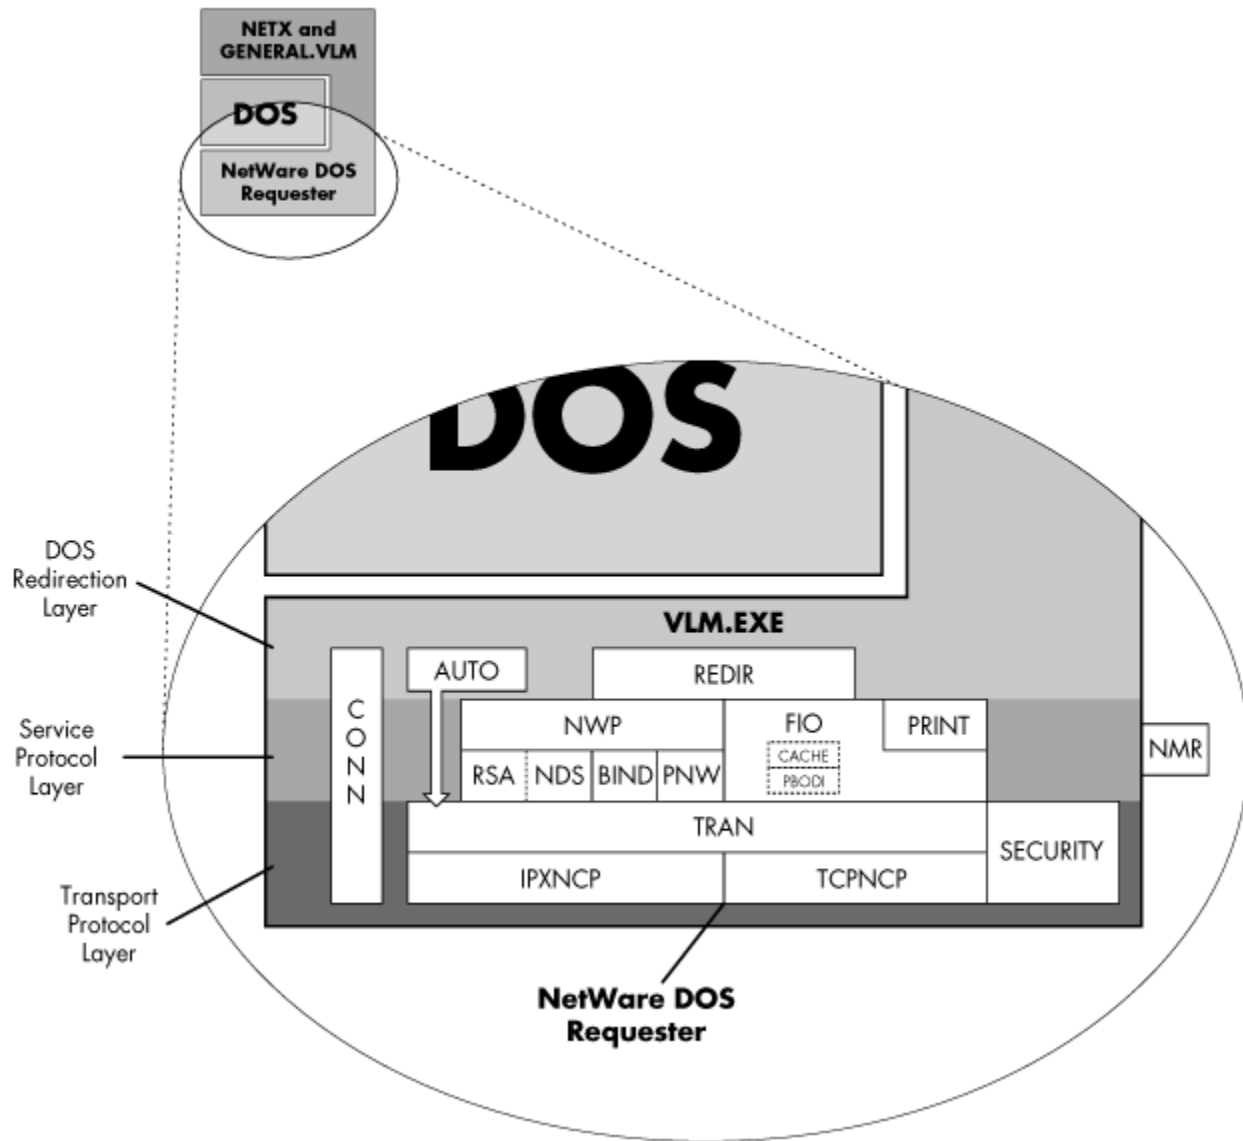 NETX and
GENERAL.VLM
DOS
NetWare DOS
Requester
DOS
DOS
Redirection
Layer
VLM.EXE
AUTO
REDIR
CONN
NWP
FIO
PRINT
Service
Protocol
Layer
NMR
CACHE
RSA
NDS
BIND
PNW
PBODI
TRAN
SECURITY
IPXNCP
TCPNCP
Transport
Protocol
Layer
NetWare DOS
Requester